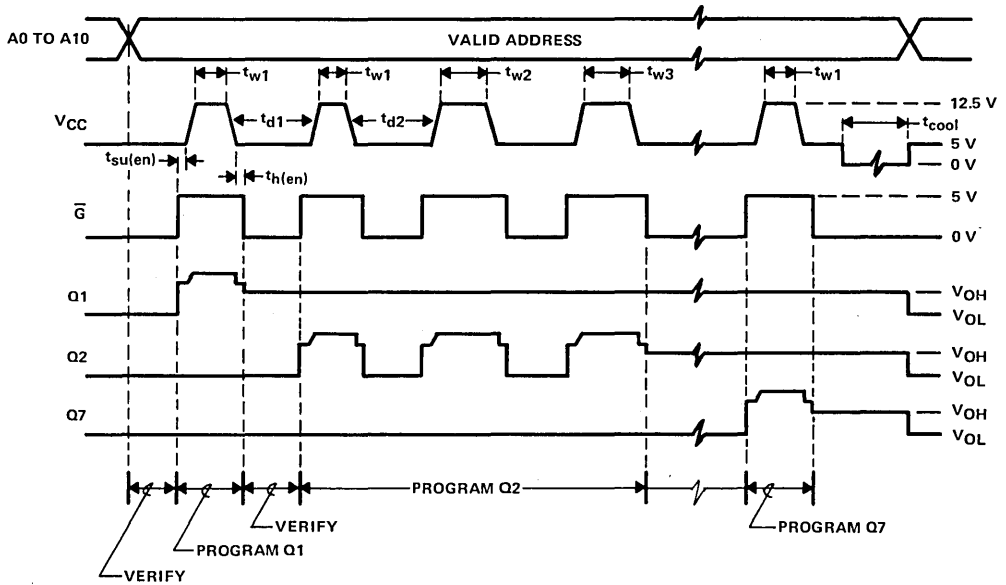 A0 TO A10
VALID ADDRESS
tw1 tw1 tw2 tw3 tw1
12.5 V
VCC
td1 td2
tcool
5 V
0 V
tsu(en)
th(en)
G̅
5 V
0 V
Q1
VOH
VOL
Q2
VOH
VOL
Q7
VOH
VOL
PROGRAM Q2
VERIFY
PROGRAM Q7
PROGRAM Q1
VERIFY